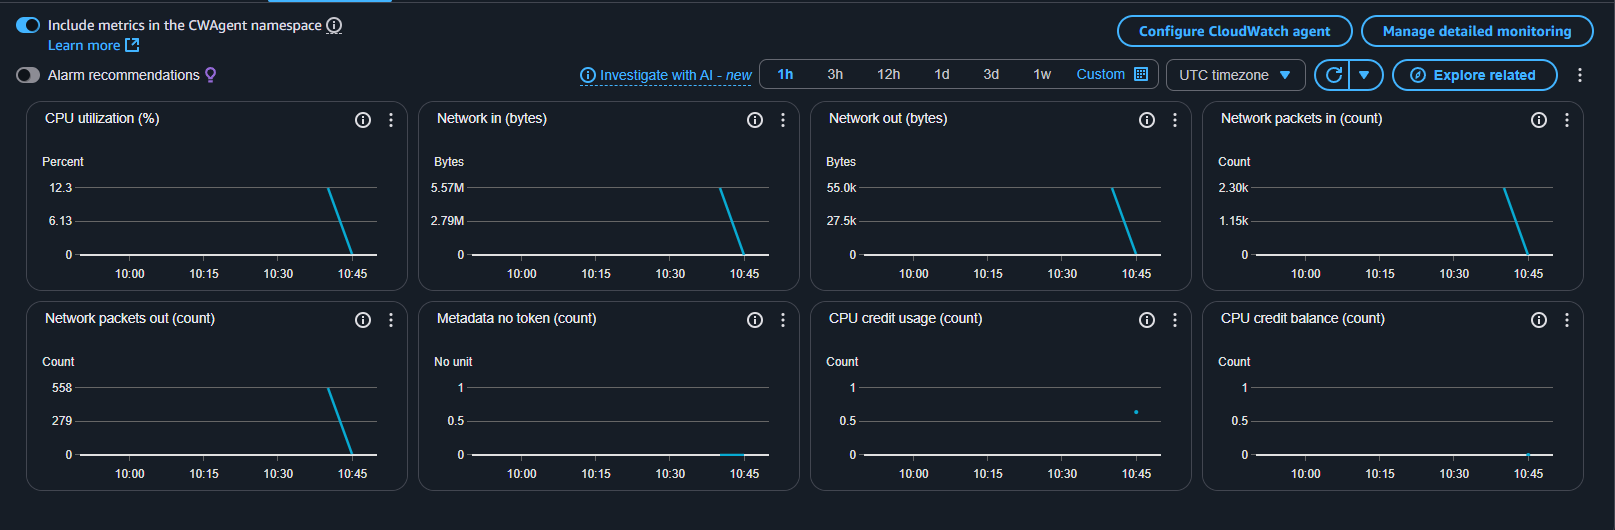 Include metrics in the CWAgent namespace
Learn more
Configure CloudWatch agent
Manage detailed monitoring
Alarm recommendations
Investigate with AI - new
1h 3h 12h 1d 3d 1w Custom
UTC timezone
Explore related
CPU utilization (%)
Percent
12.3
6.13
0
10:00 10:15 10:30 10:45
Network in (bytes)
Bytes
5.57M
2.79M
0
10:00 10:15 10:30 10:45
Network out (bytes)
Bytes
55.0k
27.5k
0
10:00 10:15 10:30 10:45
Network packets in (count)
Count
2.30k
1.15k
0
10:00 10:15 10:30 10:45
Network packets out (count)
Count
558
279
0
10:00 10:15 10:30 10:45
Metadata no token (count)
No unit
1
0.5
0
10:00 10:15 10:30 10:45
CPU credit usage (count)
Count
1
0.5
0
10:00 10:15 10:30 10:45
CPU credit balance (count)
Count
1
0.5
0
10:00 10:15 10:30 10:45